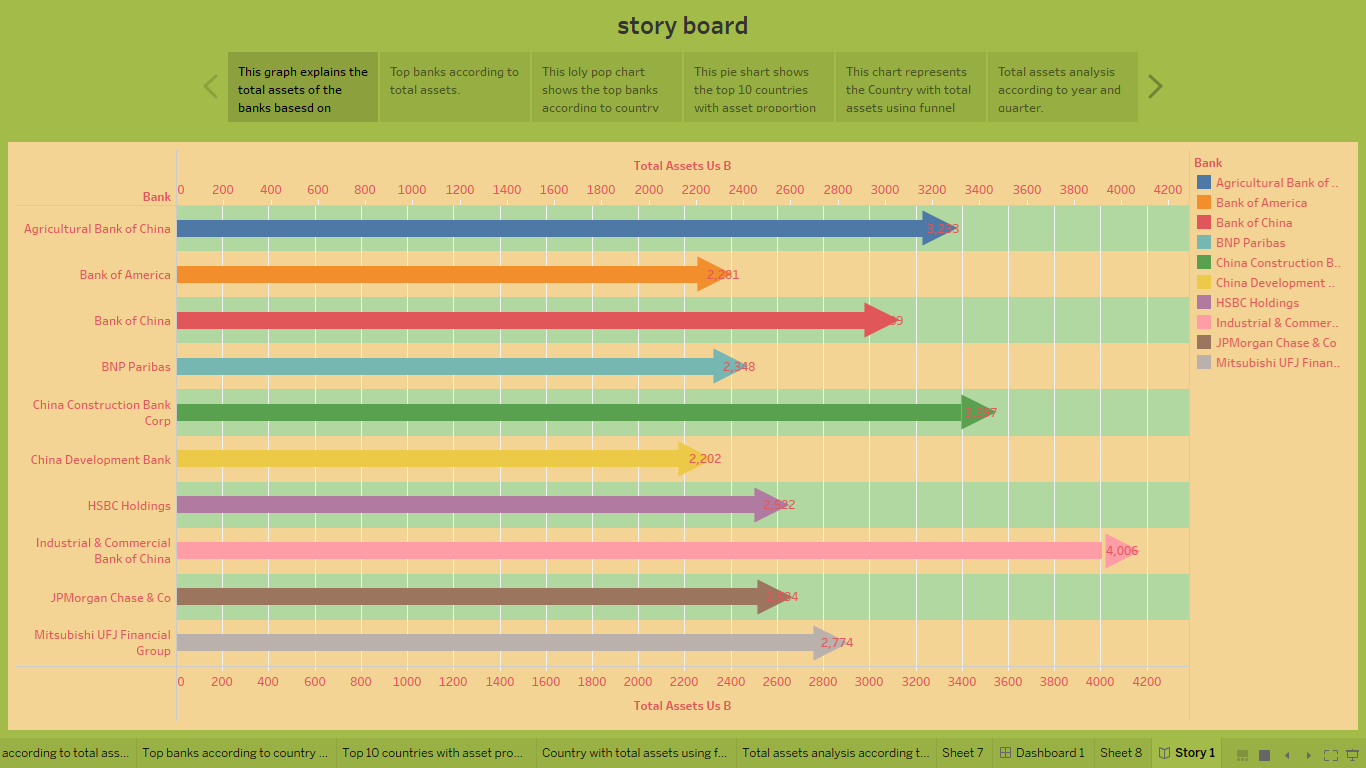 story board
This graph explains the
total assets of the
banks basesd on
Top banks according to
total assets.
This loly pop chart
shows the top banks
according to country
This pie shart shows
the top 10 countries
with asset proportion
This chart represents
the Country with total
assets using funnel
Total assets analysis
according to year and
quarter.
Total Assets Us B
Bank
0 200 400 600 800 1000 1200 1400 1600 1800 2000 2200 2400 2600 2800 3000 3200 3400 3600 3800 4000 4200
Agricultural Bank of China
Bank of America 2,281
Bank of China
BNP Paribas 2,348
China Construction Bank
Corp
China Development Bank 2,202
HSBC Holdings 2,522
Industrial & Commercial
Bank of China 4,006
JPMorgan Chase & Co
Mitsubishi UFJ Financial
Group 2,774
0 200 400 600 800 1000 1200 1400 1600 1800 2000 2200 2400 2600 2800 3000 3200 3400 3600 3800 4000 4200
Total Assets Us B
Bank
Agricultural Bank of ..
Bank of America
Bank of China
BNP Paribas
China Construction B..
China Development ..
HSBC Holdings
Industrial & Commer..
JPMorgan Chase & Co
Mitsubishi UFJ Finan..
according to total ass... Top banks according to country ... Top 10 countries with asset pro... Country with total assets using f... Total assets analysis according t... Sheet 7 Dashboard 1 Sheet 8 Story 1